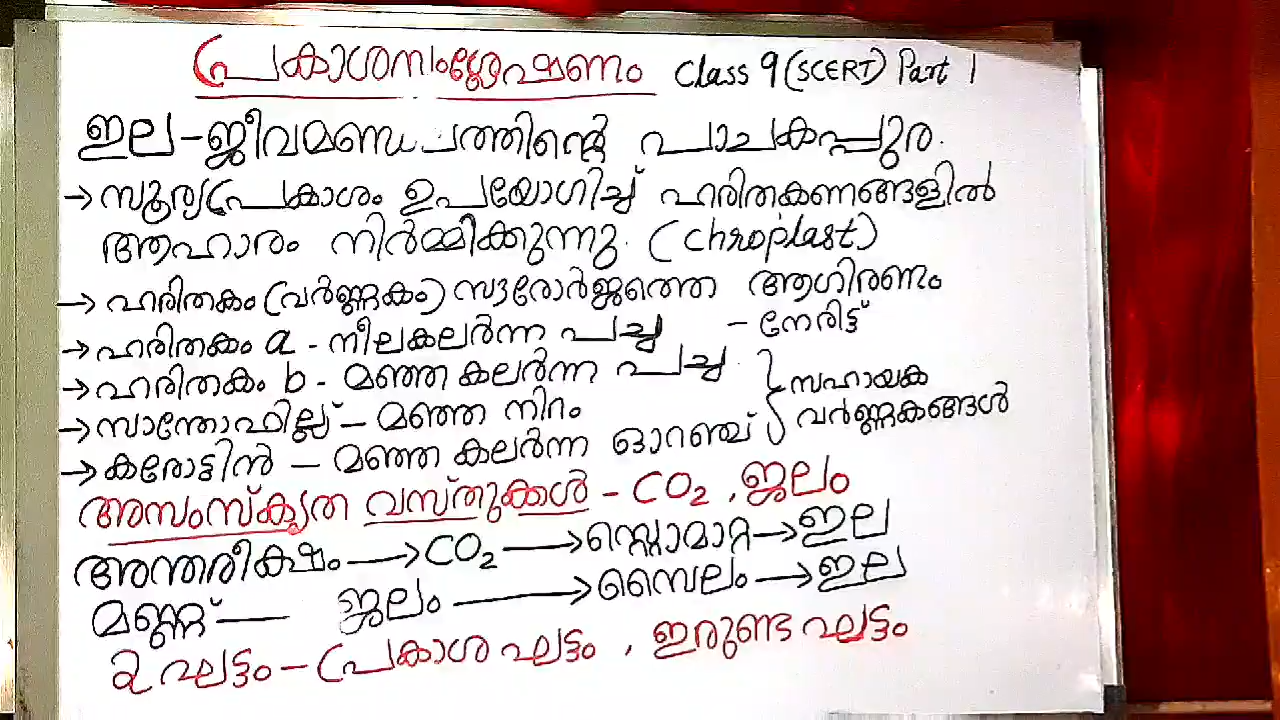 പ്രകാശസംശ്ലേഷണം Class 9 (SCERT) Part 1
ഇല - ജീവമണ്ഡപത്തിന്റെ പാചകപ്പുര.
→ സൂര്യപ്രകാശം ഉപയോഗിച്ച് ഹരിതകണങ്ങളിൽ
ആഹാരം നിർമ്മിക്കുന്നു. (chroplast)
→ ഹരിതകം (വർണ്ണകം) സൗരോർജത്തെ ആഗിരണം
→ ഹരിതകം a - നീലകലർന്ന പച്ച - നേരിട്ട്
→ ഹരിതകം b - മഞ്ഞ കലർന്ന പച്ച
→ സാന്തോഫില്ല് - മഞ്ഞ നിറം
→ കരോട്ടിൻ - മഞ്ഞ കലർന്ന ഓറഞ്ച്
} സഹായക
വർണ്ണകങ്ങൾ
അസംസ്കൃത വസ്തുക്കൾ - CO₂, ജലം
അന്തരീക്ഷം → CO₂ → സ്റ്റൊമാറ്റ → ഇല
മണ്ണ് — ജലം → സൈലം → ഇല
2 ഘട്ടം - പ്രകാശ ഘട്ടം, ഇരുണ്ട ഘട്ടം